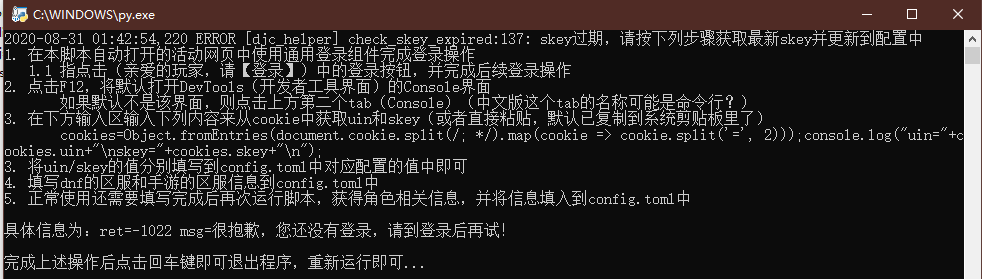 C:\WINDOWS\py.exe
2020-08-31 01:42:54,220 ERROR [djc_helper] check_skey_expired:137: skey过期，请按下列步骤获取最新skey并更新到配置中
1. 在本脚本自动打开的活动网页中使用通用登录组件完成登录操作
1.1 指点击（亲爱的玩家，请【登录】）中的登录按钮，并完成后续登录操作
2. 点击F12，将默认打开DevTools（开发者工具界面）的Console界面
如果默认不是该界面，则点击上方第二个tab（Console）（中文版这个tab的名称可能是命令行？）
3. 在下方输入区输入下列内容来从cookie中获取uin和skey（或者直接粘贴，默认已复制到系统剪贴板里了）
cookies=Object.fromEntries(document.cookie.split(/; */).map(cookie => cookie.split('=', 2)));console.log("uin="+c
ookies.uin+"\nskey="+cookies.skey+"\n");
3. 将uin/skey的值分别填写到config.toml中对应配置的值中即可
4. 填写dnf的区服和手游的区服信息到config.toml中
5. 正常使用还需要填写完成后再次运行脚本，获得角色相关信息，并将信息填入到config.toml中
具体信息为：ret=-1022 msg=很抱歉，您还没有登录，请到登录后再试!
完成上述操作后点击回车键即可退出程序，重新运行即可...